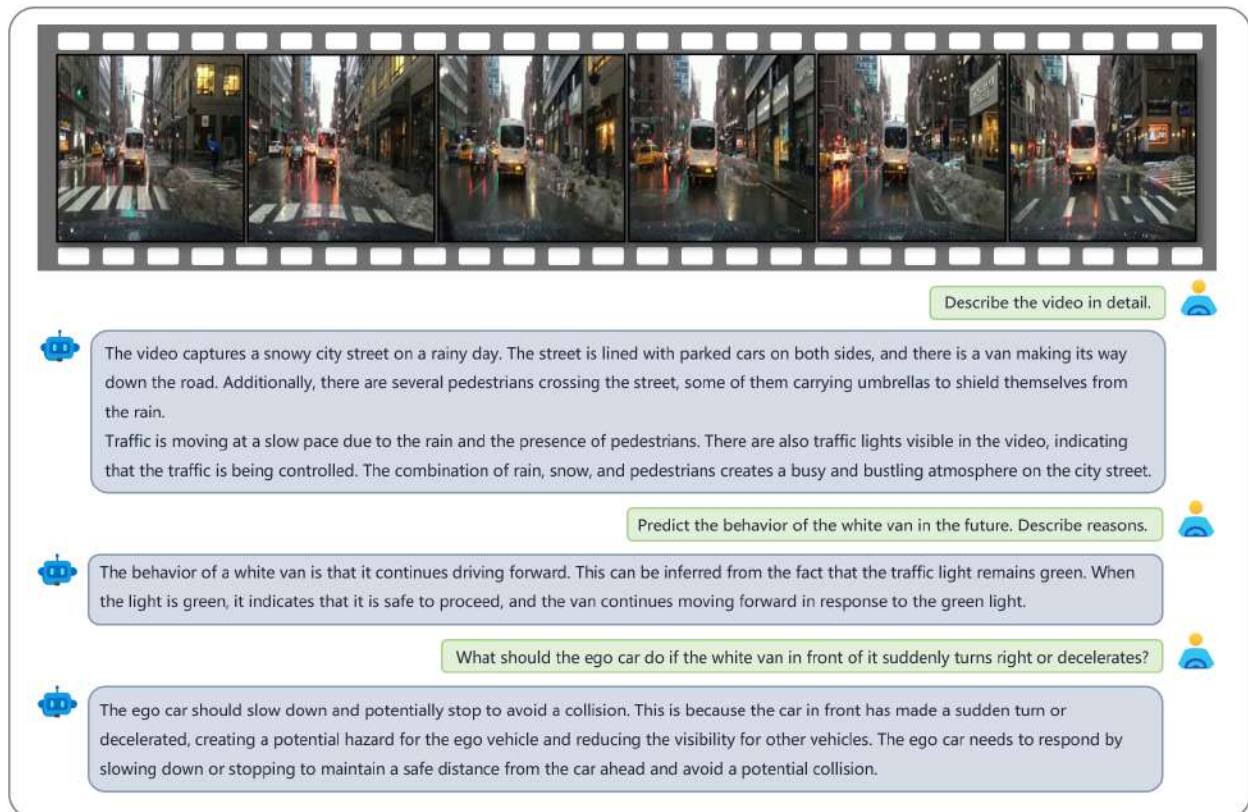 Describe the video in detail.
The video captures a snowy city street on a rainy day. The street is lined with parked cars on both sides, and there is a van making its way
down the road. Additionally, there are several pedestrians crossing the street, some of them carrying umbrellas to shield themselves from
the rain.
Traffic is moving at a slow pace due to the rain and the presence of pedestrians. There are also traffic lights visible in the video, indicating
that the traffic is being controlled. The combination of rain, snow, and pedestrians creates a busy and bustling atmosphere on the city street.
Predict the behavior of the white van in the future. Describe reasons.
The behavior of a white van is that it continues driving forward. This can be inferred from the fact that the traffic light remains green. When
the light is green, it indicates that it is safe to proceed, and the van continues moving forward in response to the green light.
What should the ego car do if the white van in front of it suddenly turns right or decelerates?
The ego car should slow down and potentially stop to avoid a collision. This is because the car in front has made a sudden turn or
decelerated, creating a potential hazard for the ego vehicle and reducing the visibility for other vehicles. The ego car needs to respond by
slowing down or stopping to maintain a safe distance from the car ahead and avoid a potential collision.